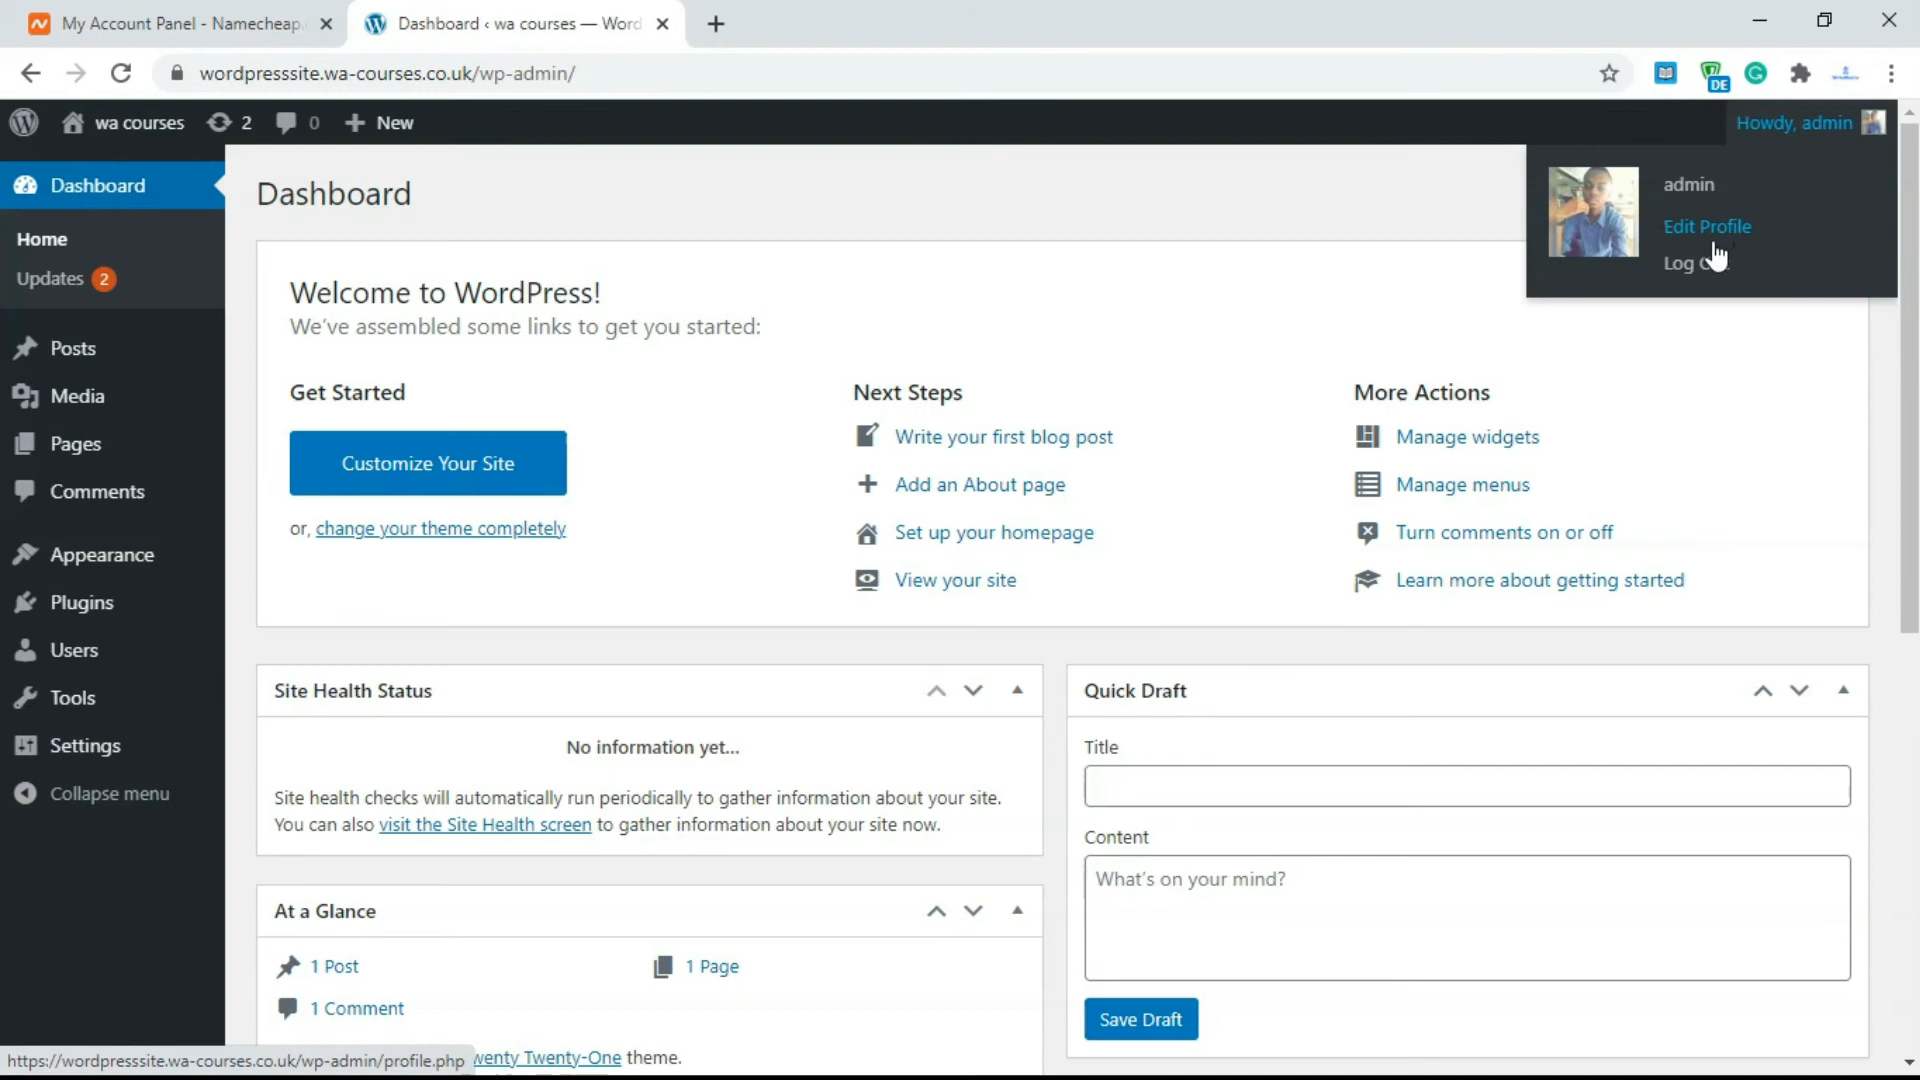 My Account Panel - Namecheap.
Dashboard ‹ wa courses — Word
wordpresssite.wa-courses.co.uk/wp-admin/
DE
wa courses
2
0
New
Howdy, admin
admin
Edit Profile
Log
Dashboard
Home
Updates 2
Posts
Media
Pages
Comments
Appearance
Plugins
Users
Tools
Settings
Collapse menu
Dashboard
Welcome to WordPress!
We've assembled some links to get you started:
Get Started
Customize Your Site
or, change your theme completely
Next Steps
Write your first blog post
Add an About page
Set up your homepage
View your site
More Actions
Manage widgets
Manage menus
Turn comments on or off
Learn more about getting started
Site Health Status
No information yet...
Site health checks will automatically run periodically to gather information about your site.
You can also visit the Site Health screen to gather information about your site now.
At a Glance
1 Post
1 Page
1 Comment
wenty Twenty-One theme.
Quick Draft
Title
Content
What's on your mind?
Save Draft
https://wordpresssite.wa-courses.co.uk/wp-admin/profile.php